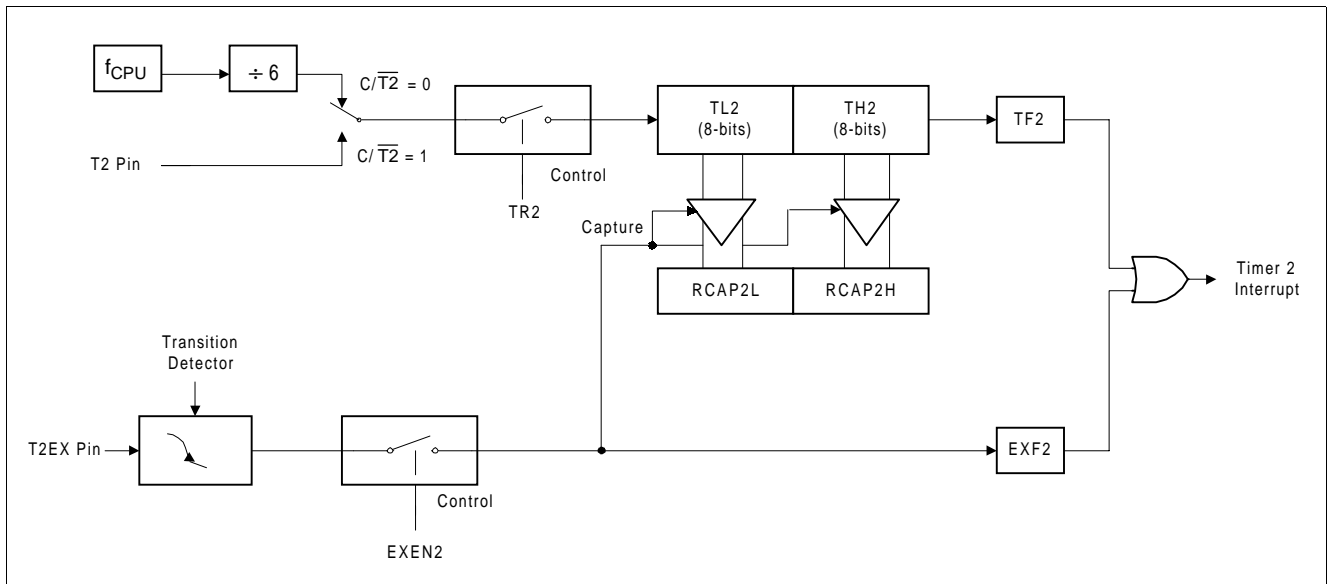 fCPU
÷ 6
C/T2̅ = 0
TL2
(8-bits)
TH2
(8-bits)
TF2
T2 Pin
C/T2̅ = 1
Control
TR2
Capture
RCAP2L
RCAP2H
Timer 2
Interrupt
Transition
Detector
T2EX Pin
EXF2
Control
EXEN2